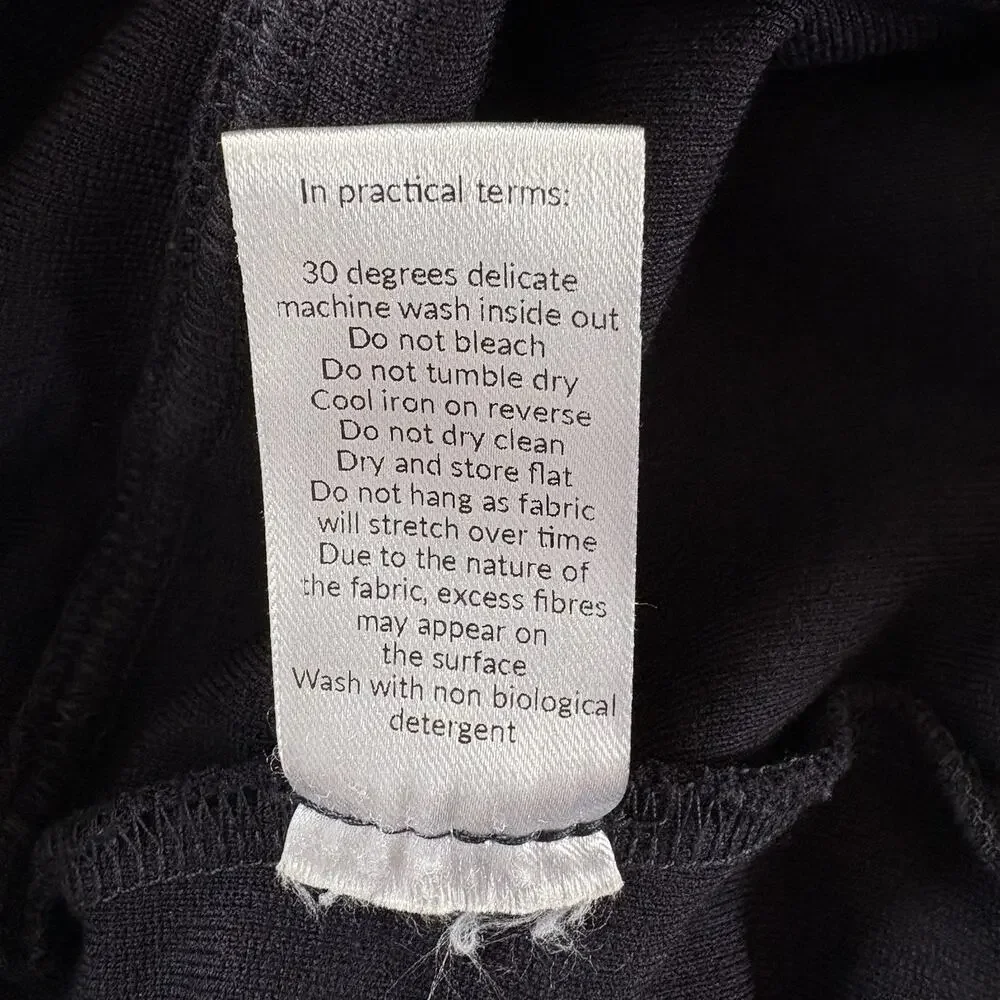 In practical terms:
30 degrees delicate
machine wash inside out
Do not bleach
Do not tumble dry
Cool iron on reverse
Do not dry clean
Dry and store flat
Do not hang as fabric
will stretch over time
Due to the nature of
the fabric, excess fibres
may appear on
the surface
Wash with non biological
detergent